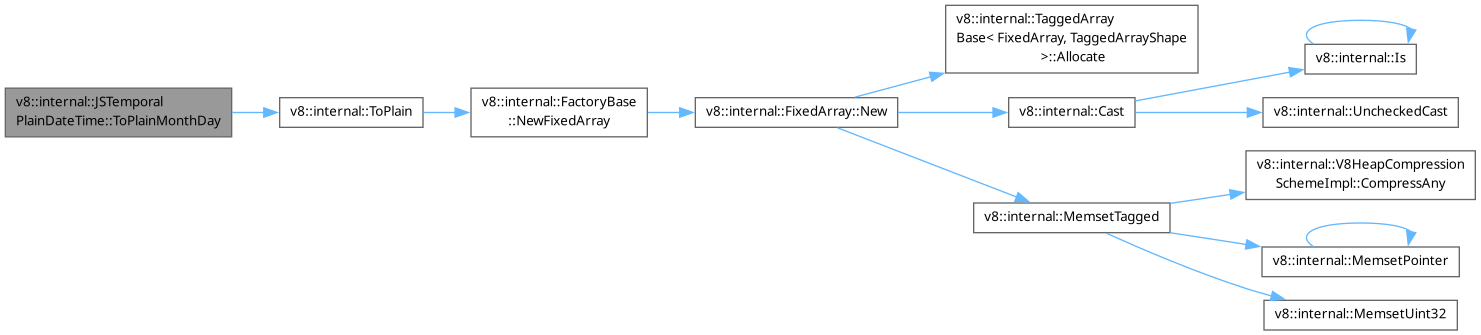 v8::internal::JSTemporal
PlainDateTime::ToPlainMonthDay
v8::internal::ToPlain
v8::internal::FactoryBase
::NewFixedArray
v8::internal::FixedArray::New
v8::internal::TaggedArray
Base< FixedArray, TaggedArrayShape
>::Allocate
v8::internal::Cast
v8::internal::Is
v8::internal::UncheckedCast
v8::internal::MemsetTagged
v8::internal::V8HeapCompression
SchemeImpl::CompressAny
v8::internal::MemsetPointer
v8::internal::MemsetUint32